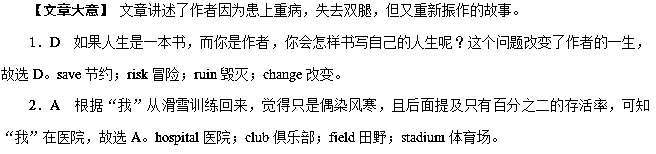 【文章大意】 文章讲述了作者因为患上重病，失去双腿，但又重新振作的故事。
1．D 如果人生是一本书，而你是作者，你会怎样书写自己的人生呢？这个问题改变了作者的一生，
故选 D。save 节约；risk 冒险；ruin 毁灭；change 改变。
2．A 根据“我”从滑雪训练回来，觉得只是偶染风寒，且后面提及只有百分之二的存活率，可知
“我”在医院，故选 A。hospital 医院；club 俱乐部；field 田野；stadium 体育场。